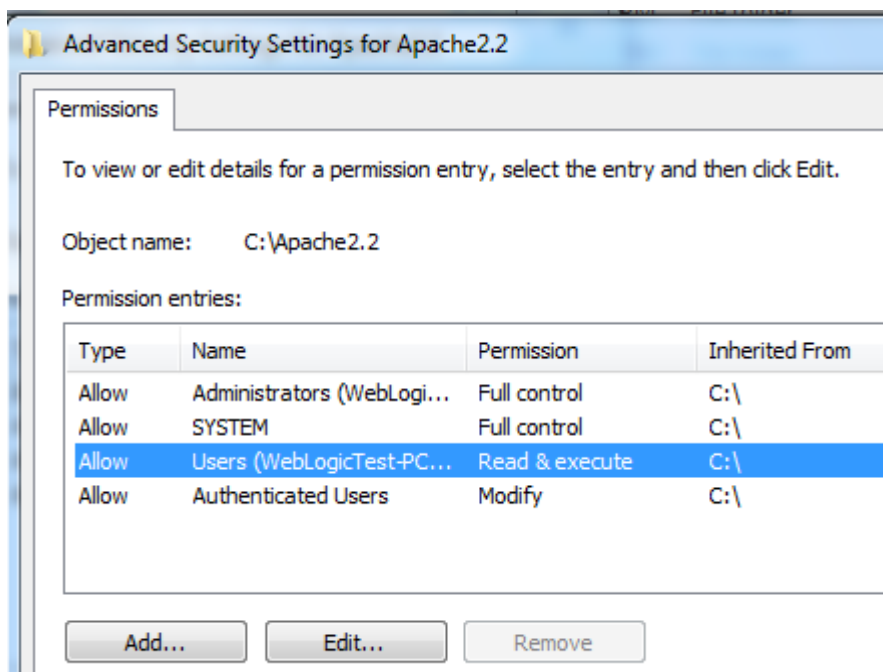 Advanced Security Settings for Apache2.2
Permissions
To view or edit details for a permission entry, select the entry and then click Edit.
Object name: C:\Apache2.2
Permission entries:
Type Name Permission Inherited From
Allow Administrators (WebLogi... Full control C:\
Allow SYSTEM Full control C:\
Allow Users (WebLogicTest-PC... Read & execute C:\
Allow Authenticated Users Modify C:\
Add... Edit... Remove